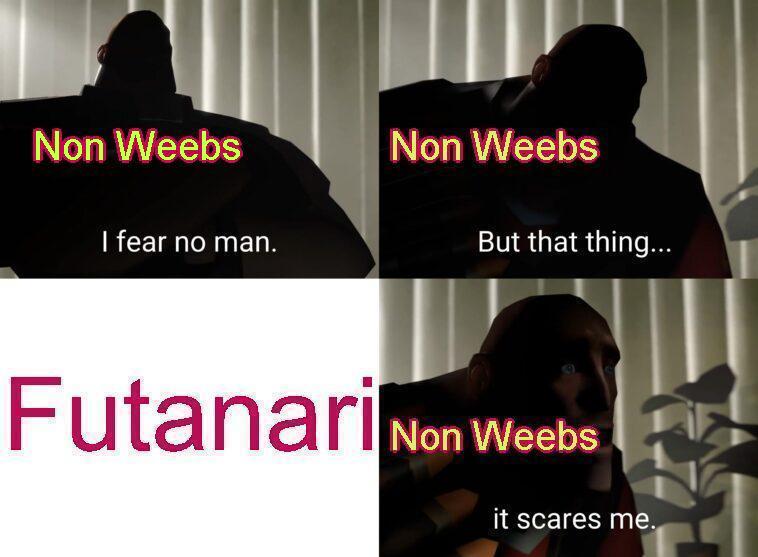 Non Weebs
I fear no man.
Non Weebs
But that thing...
Futanari
Non Weebs
it scares me.